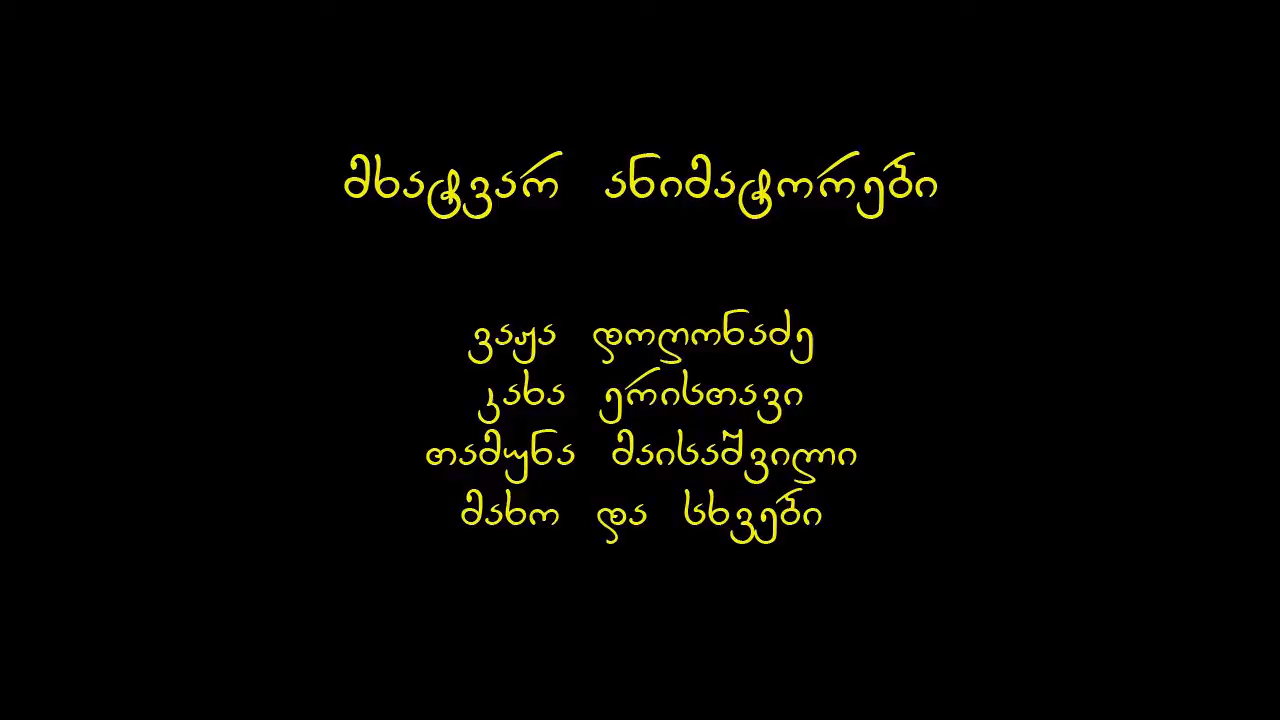 მხატვარ ანიმატორები
ვაჟა დოლონაძე
კახა ერისთავი
თამუნა მაისაშვილი
მახო და სხვები